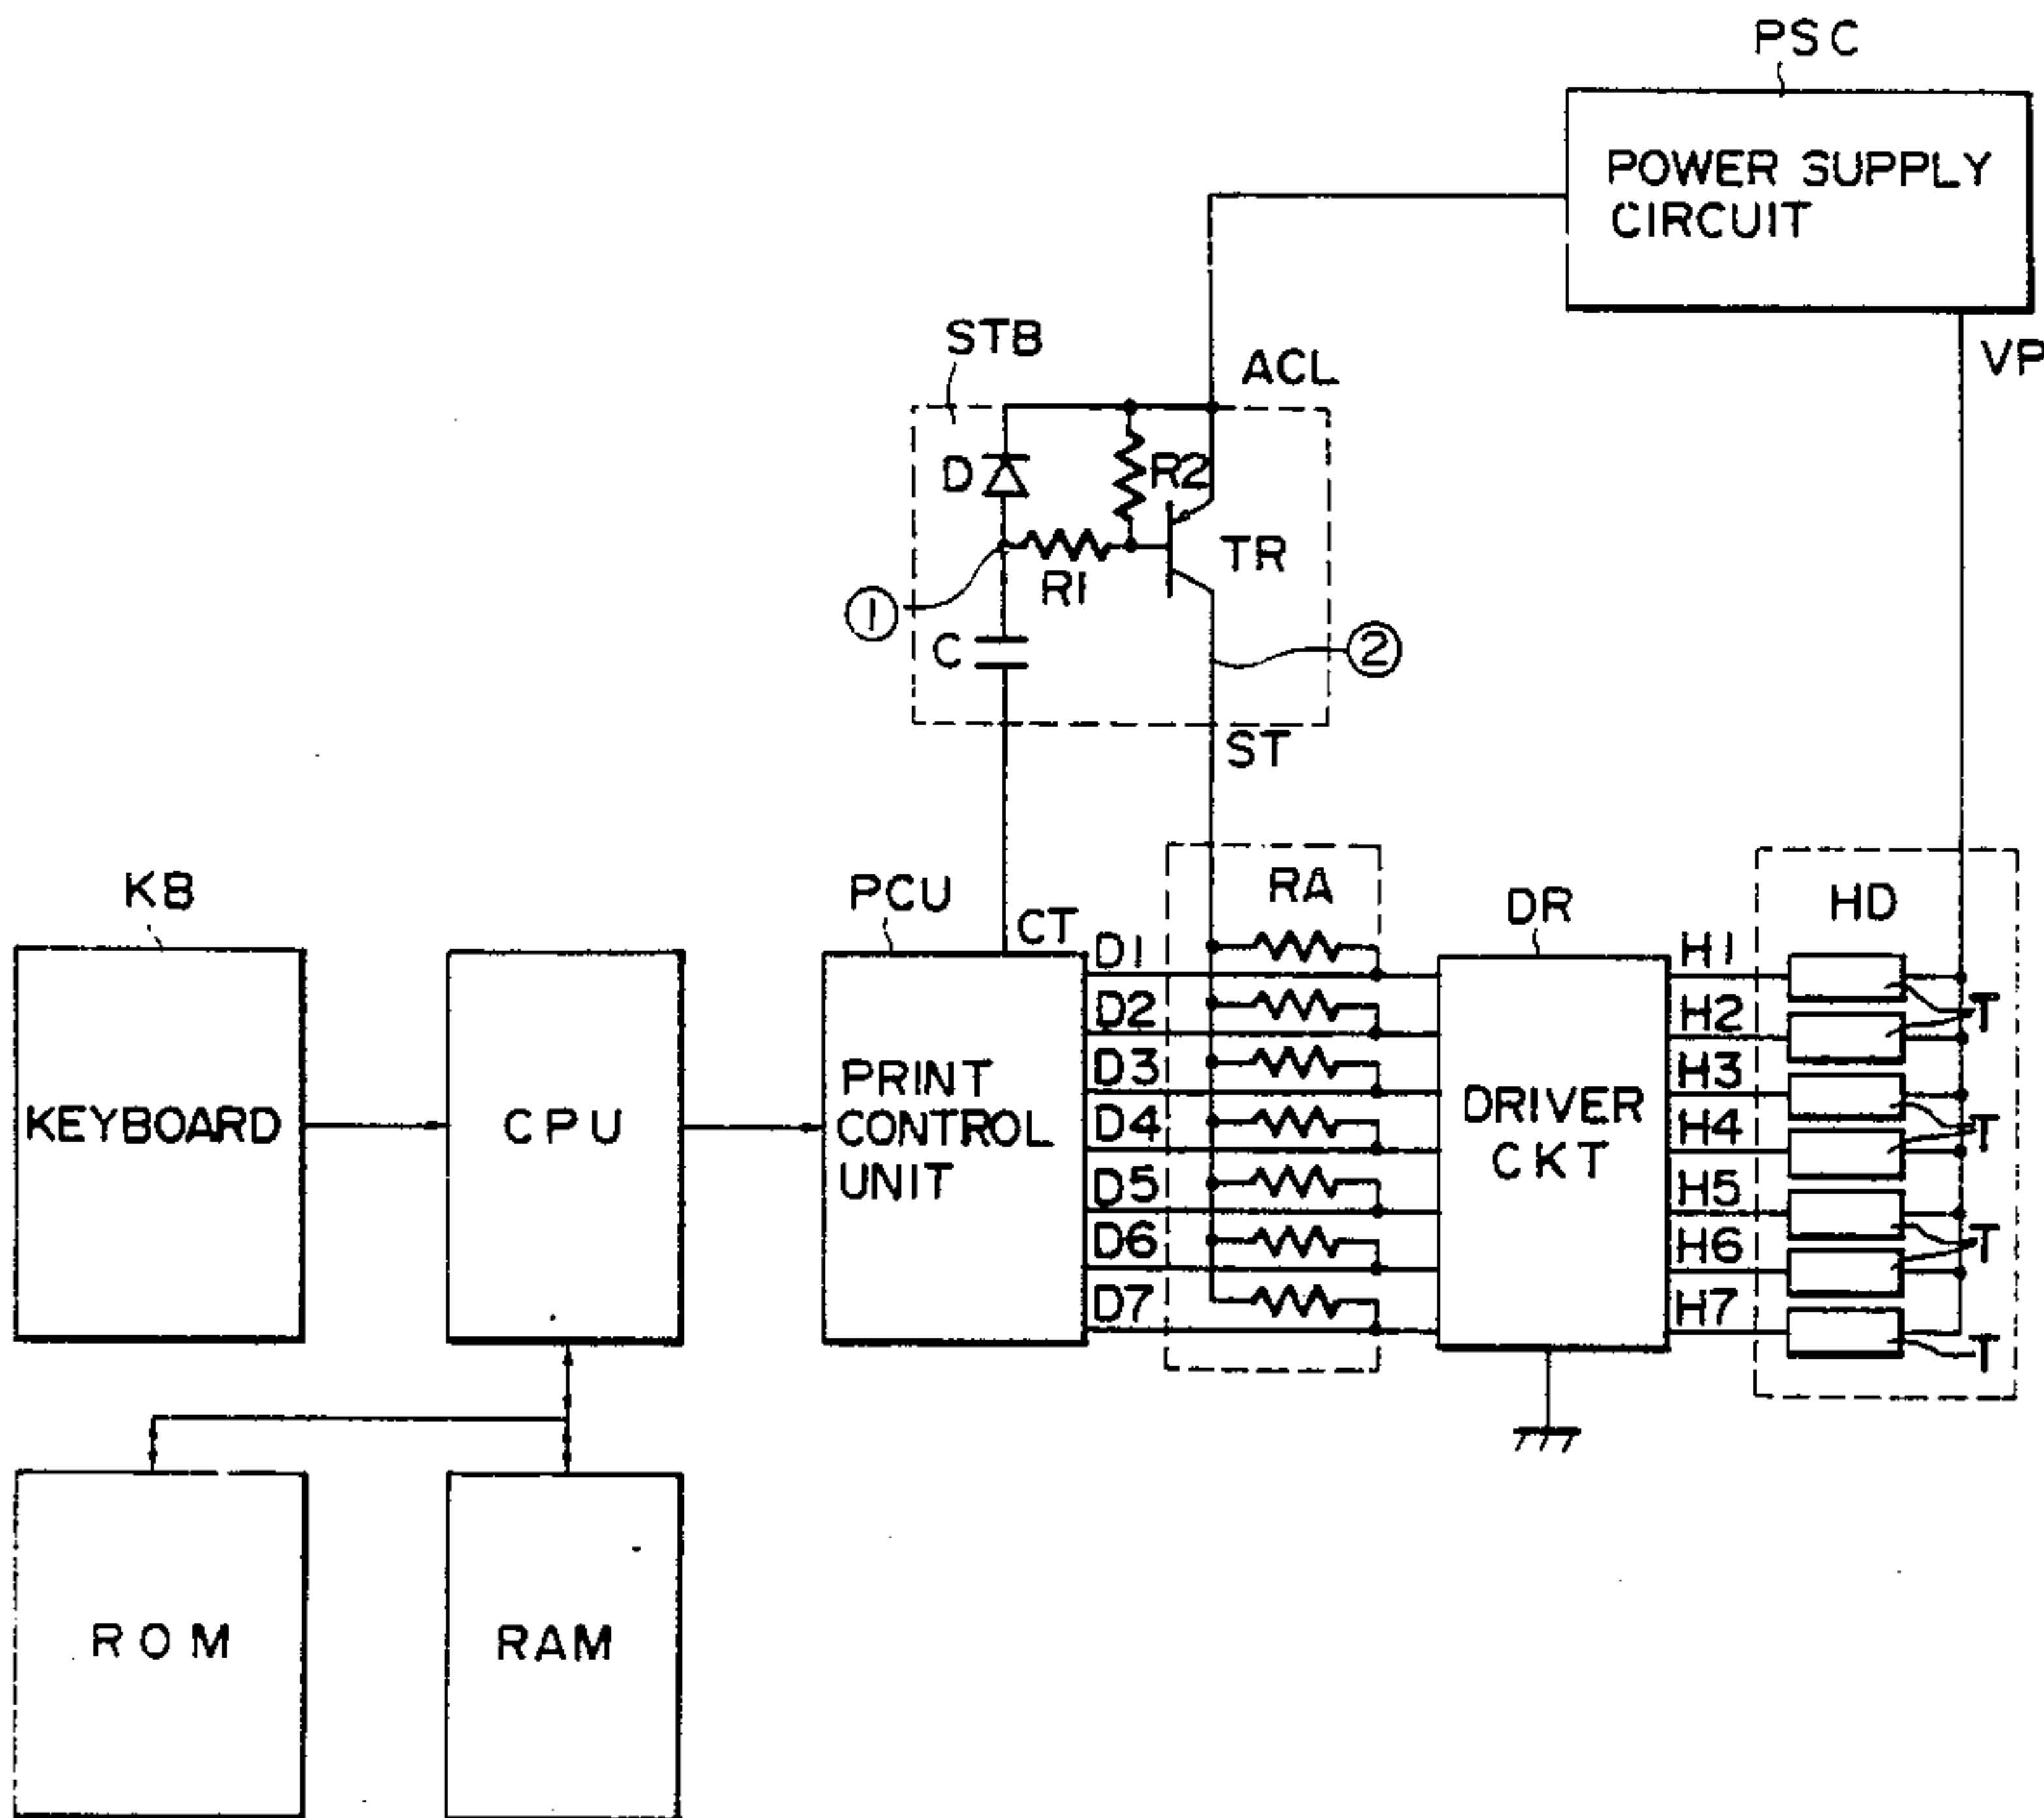 PSC
POWER SUPPLY
CIRCUIT
VP
STB
ACL
D
R2
TR
R1
①
C
②
ST
KB
PCU
CT
RA
DR
HD
KEYBOARD
CPU
PRINT
CONTROL
UNIT
D1
D2
D3
D4
D5
D6
D7
DRIVER
CKT
H1
H2
H3
H4
H5
H6
H7
T
T
T
T
ROM
RAM